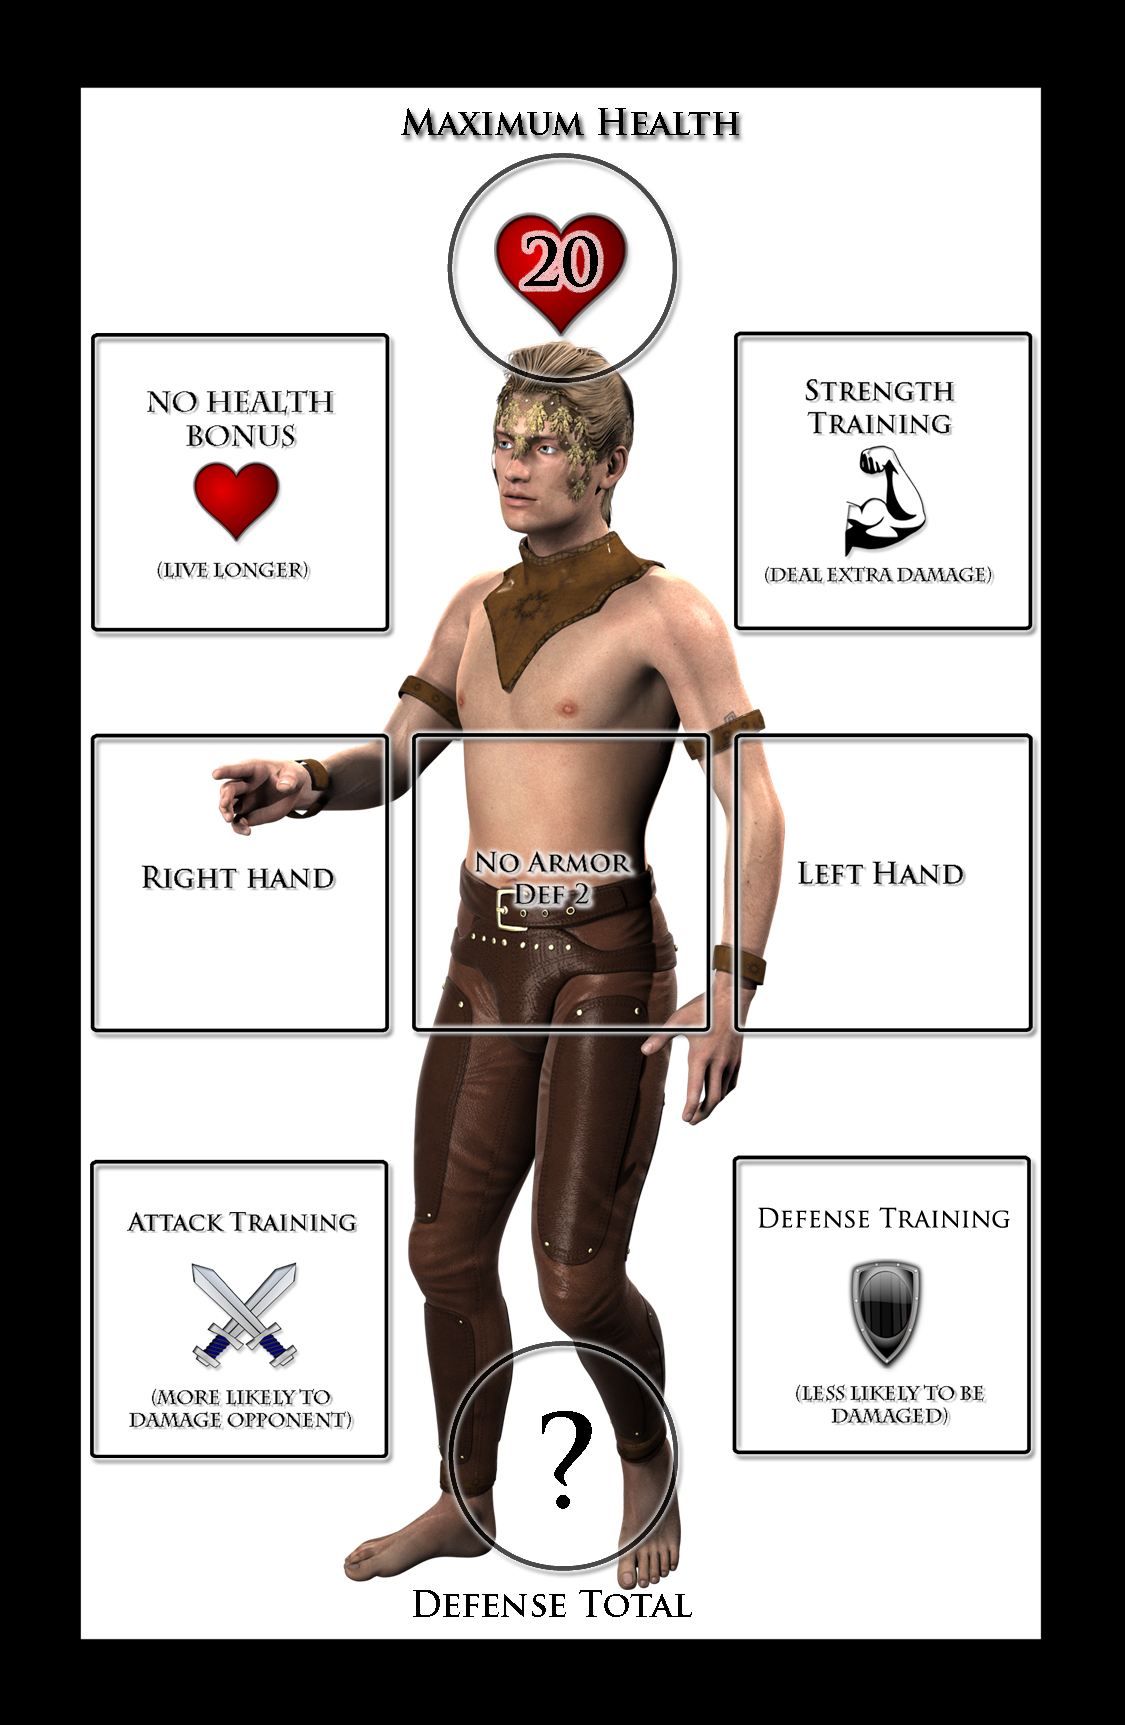 Maximum Health
20
No Health
Bonus
(Live Longer)
Strength
Training
(Deal Extra Damage)
Right Hand
No Armor
Def 2
Left Hand
Attack Training
(More Likely to
Damage Opponent)
Defense Training
(Less Likely to be
Damaged)
?
Defense Total